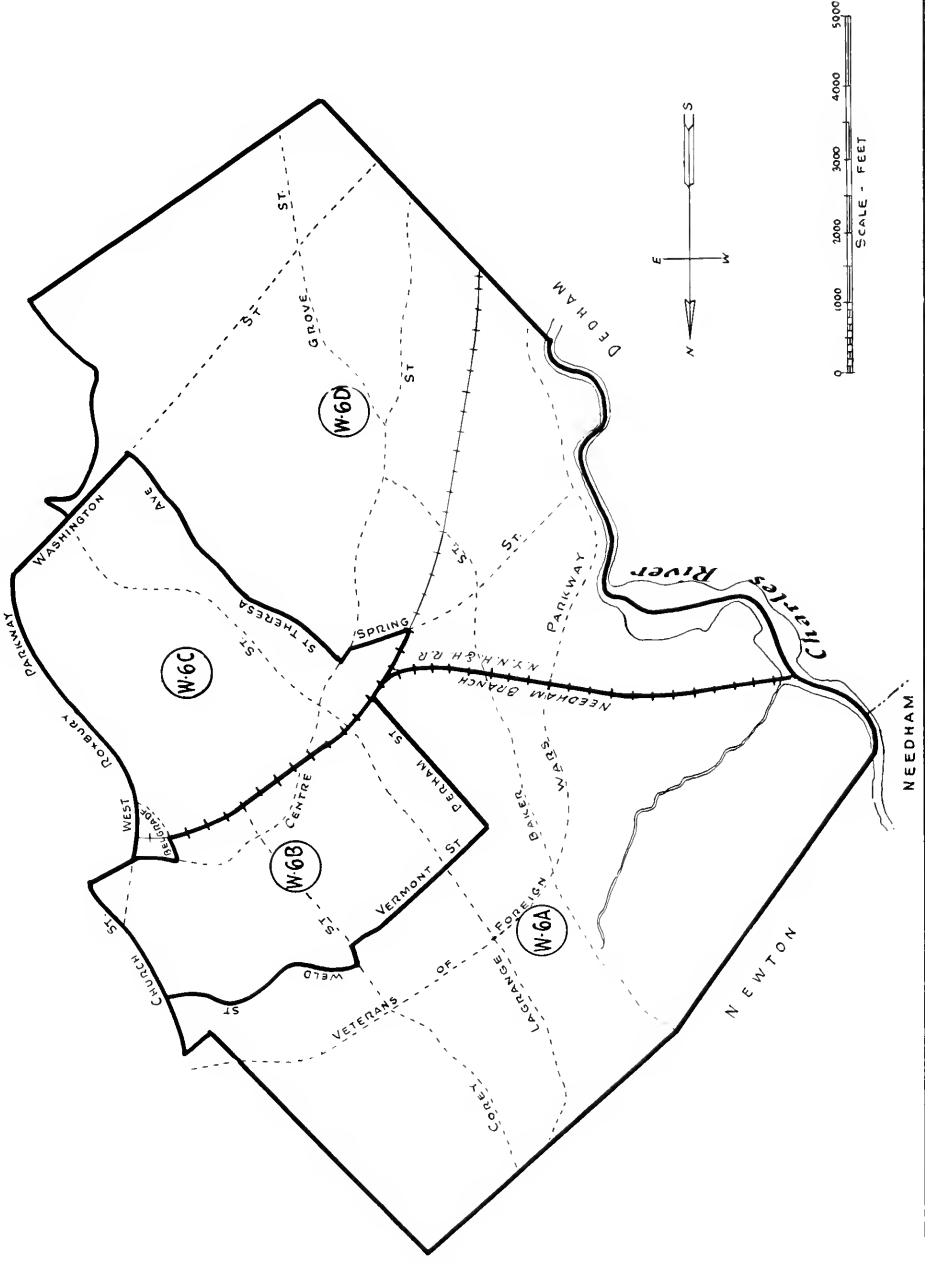 WASHINGTON
ST
GROVE ST.
ST
ST THERESA AVE
WEST ROXBURY PARKWAY
W-6C
W-6D
ST.
SPRING ST.
ST.
BELGRADE
CENTRE
PERHAM ST
VERMONT ST
W-6B
ST
CHURCH ST.
WELD ST
VETERANS OF FOREIGN WARS PARKWAY
BAKER
LAGRANGE
COREY
W-6A
NEEDHAM BRANCH
N.Y.N.H.&H R.R
Charles River
DEDHAM
NEWTON
NEEDHAM
N
S
E
W
0 1000 2000 3000 4000 5000
SCALE - FEET